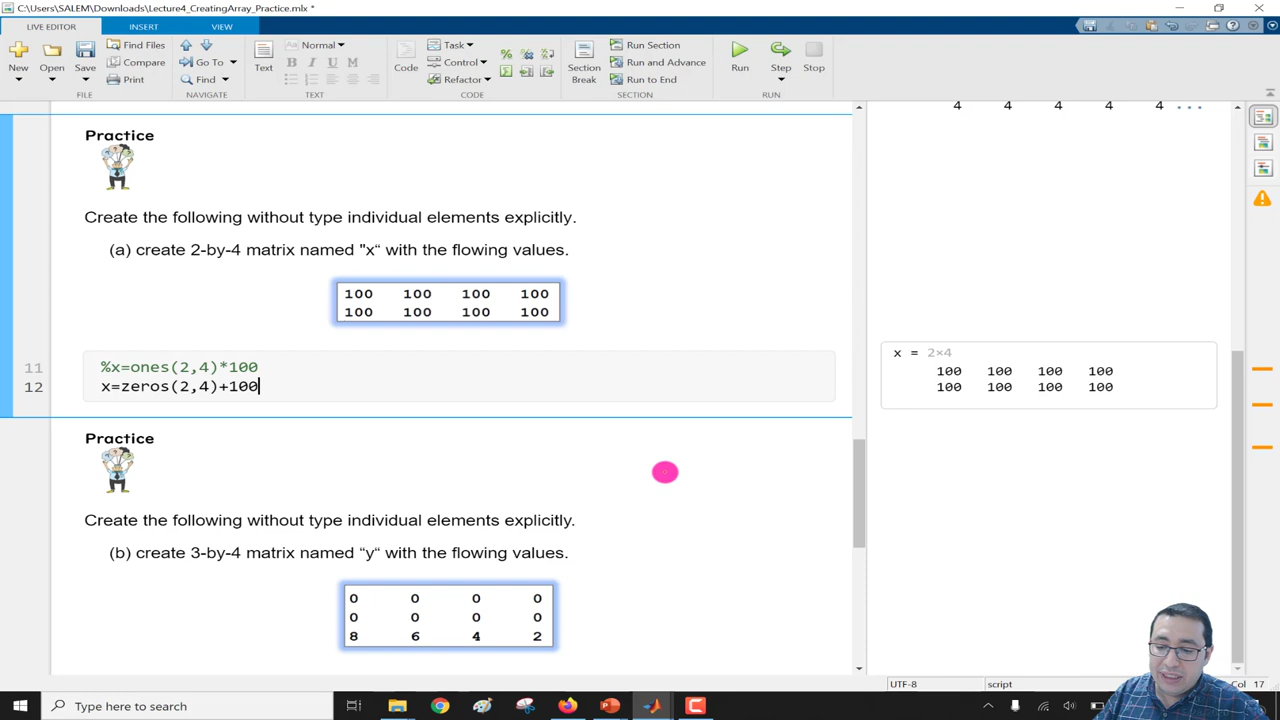 C:\Users\SALEM\Downloads\Lecture4_CreatingArray_Practice.mlx *
LIVE EDITOR INSERT VIEW
New Open Save Find Files Compare Print
Go To Find
Normal
B I U M
Text
Code Task Control Refactor
Section Break Run Section Run and Advance Run to End
Run Step Stop
FILE NAVIGATE TEXT CODE SECTION RUN
4 4 4 4 4 ...
Practice
Create the following without type individual elements explicitly.
(a) create 2-by-4 matrix named "x“ with the flowing values.
100 100 100 100
100 100 100 100
11 %x=ones(2,4)*100
12 x=zeros(2,4)+100
x = 2×4
100 100 100 100
100 100 100 100
Practice
Create the following without type individual elements explicitly.
(b) create 3-by-4 matrix named “y“ with the flowing values.
0 0 0 0
0 0 0 0
8 6 4 2
UTF-8 script Col 17
Type here to search